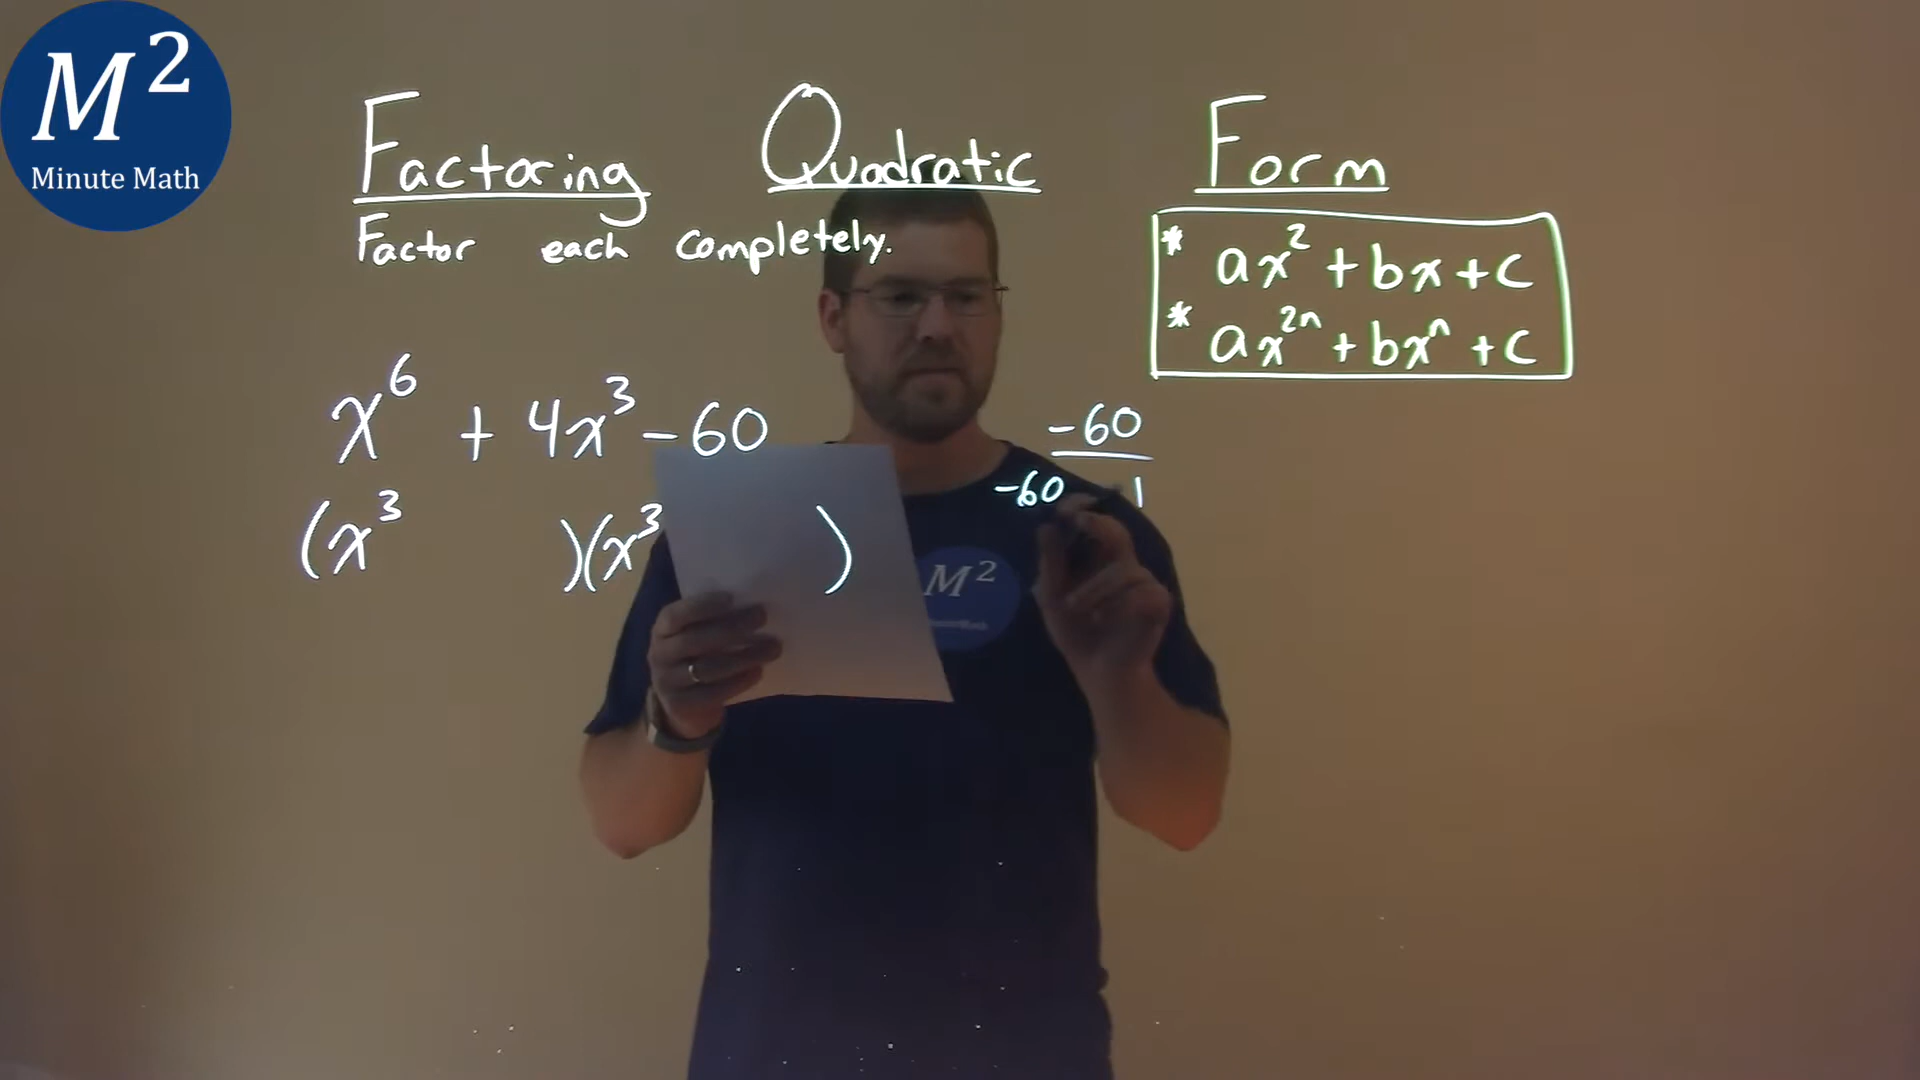 M²
Minute Math
Factoring Quadratic Form
Factor each completely.
* ax² + bx + c
* ax²ⁿ + bxⁿ + c
x⁶ + 4x³ - 60
(x³ )(x³ )
-60
-60 1
M²